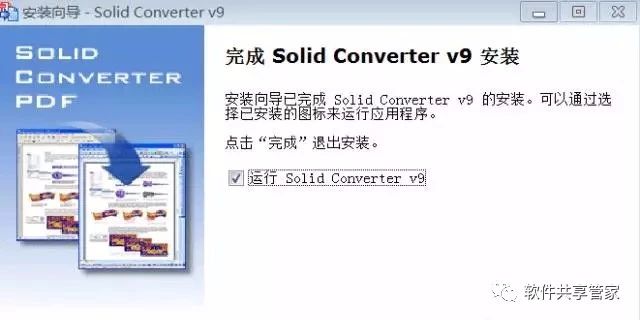 安装向导 - Solid Converter v9
SOLID
CONVERTER
PDF
完成 Solid Converter v9 安装
安装向导已完成 Solid Converter v9 的安装。可以通过选
择已安装的图标来运行应用程序。
点击“完成”退出安装。
运行 Solid Converter v9
软件共享管家